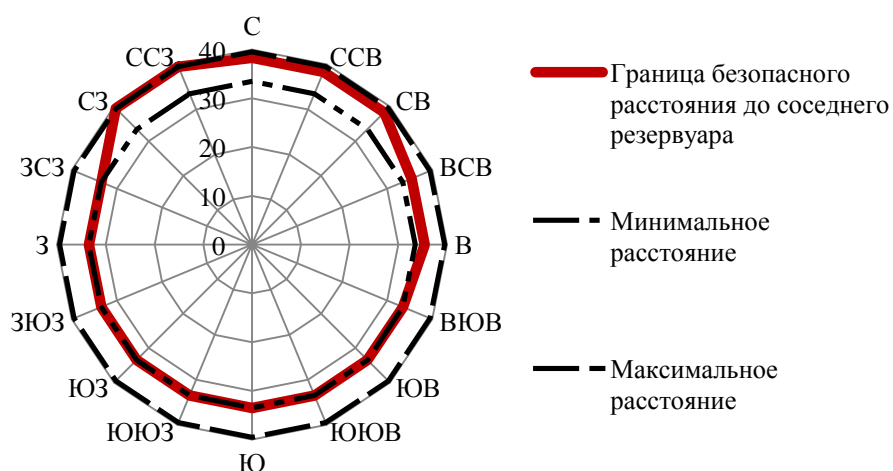 С
ССВ
СВ
ВСВ
В
ВЮВ
ЮВ
ЮЮВ
Ю
ЮЮЗ
ЮЗ
ЗЮЗ
З
ЗСЗ
СЗ
ССЗ
40
30
20
10
0
Граница безопасного
расстояния до соседнего
резервуара
Минимальное
расстояние
Максимальное
расстояние